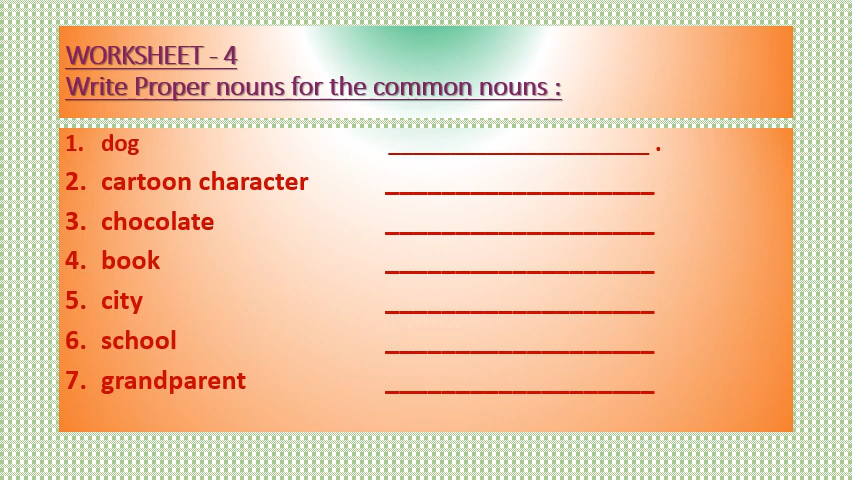 WORKSHEET - 4
Write Proper nouns for the common nouns :
1. dog ____________________ .
2. cartoon character ____________________
3. chocolate ____________________
4. book ____________________
5. city ____________________
6. school ____________________
7. grandparent ____________________